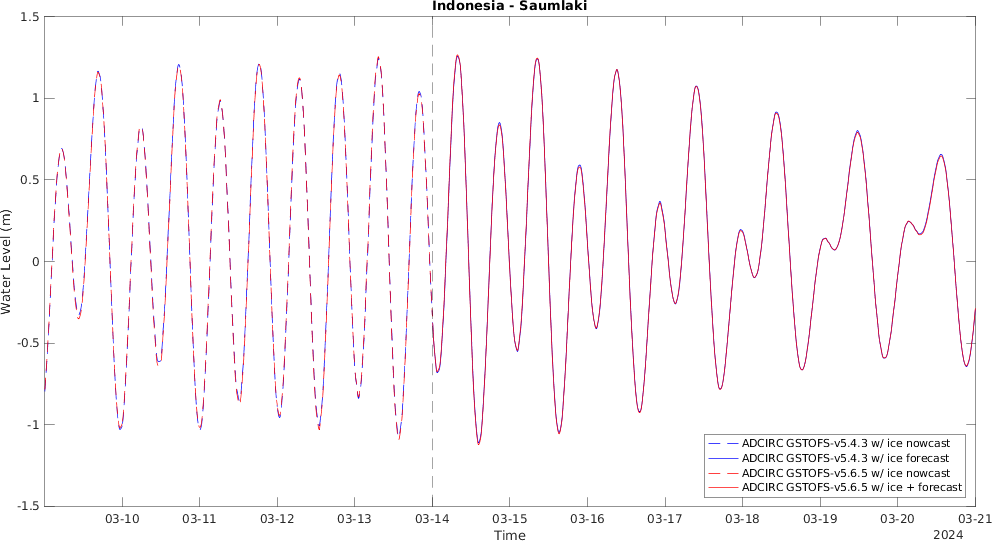 Indonesia - Saumlaki
1.5
1
0.5
0
-0.5
-1
-1.5
Water Level (m)
ADCIRC GSTOFS-v5.4.3 w/ ice nowcast
ADCIRC GSTOFS-v5.4.3 w/ ice forecast
ADCIRC GSTOFS-v5.6.5 w/ ice nowcast
ADCIRC GSTOFS-v5.6.5 w/ ice + forecast
03-10 03-11 03-12 03-13 03-14 03-15 03-16 03-17 03-18 03-19 03-20 03-21
Time
2024